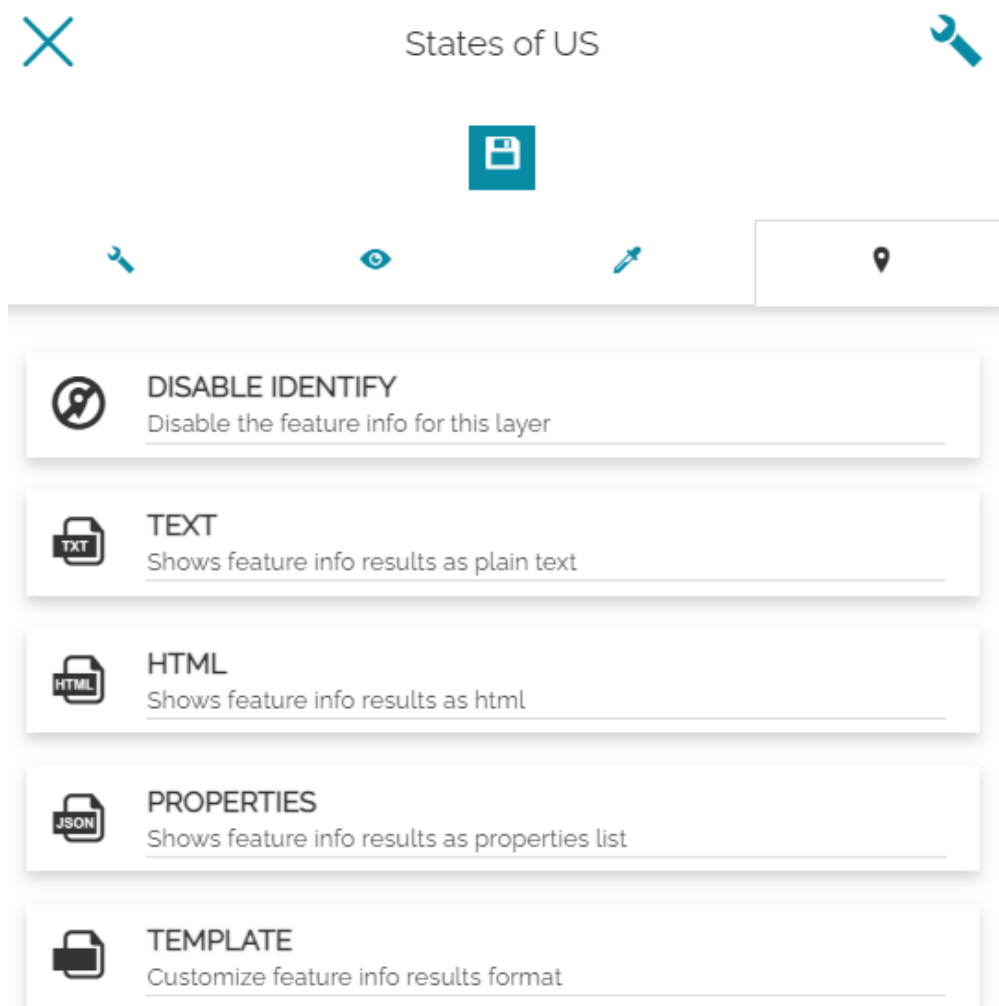 States of US
DISABLE IDENTIFY
Disable the feature info for this layer
TXT
TEXT
Shows feature info results as plain text
HTML
HTML
Shows feature info results as html
JSON
PROPERTIES
Shows feature info results as properties list
TEMPLATE
Customize feature info results format